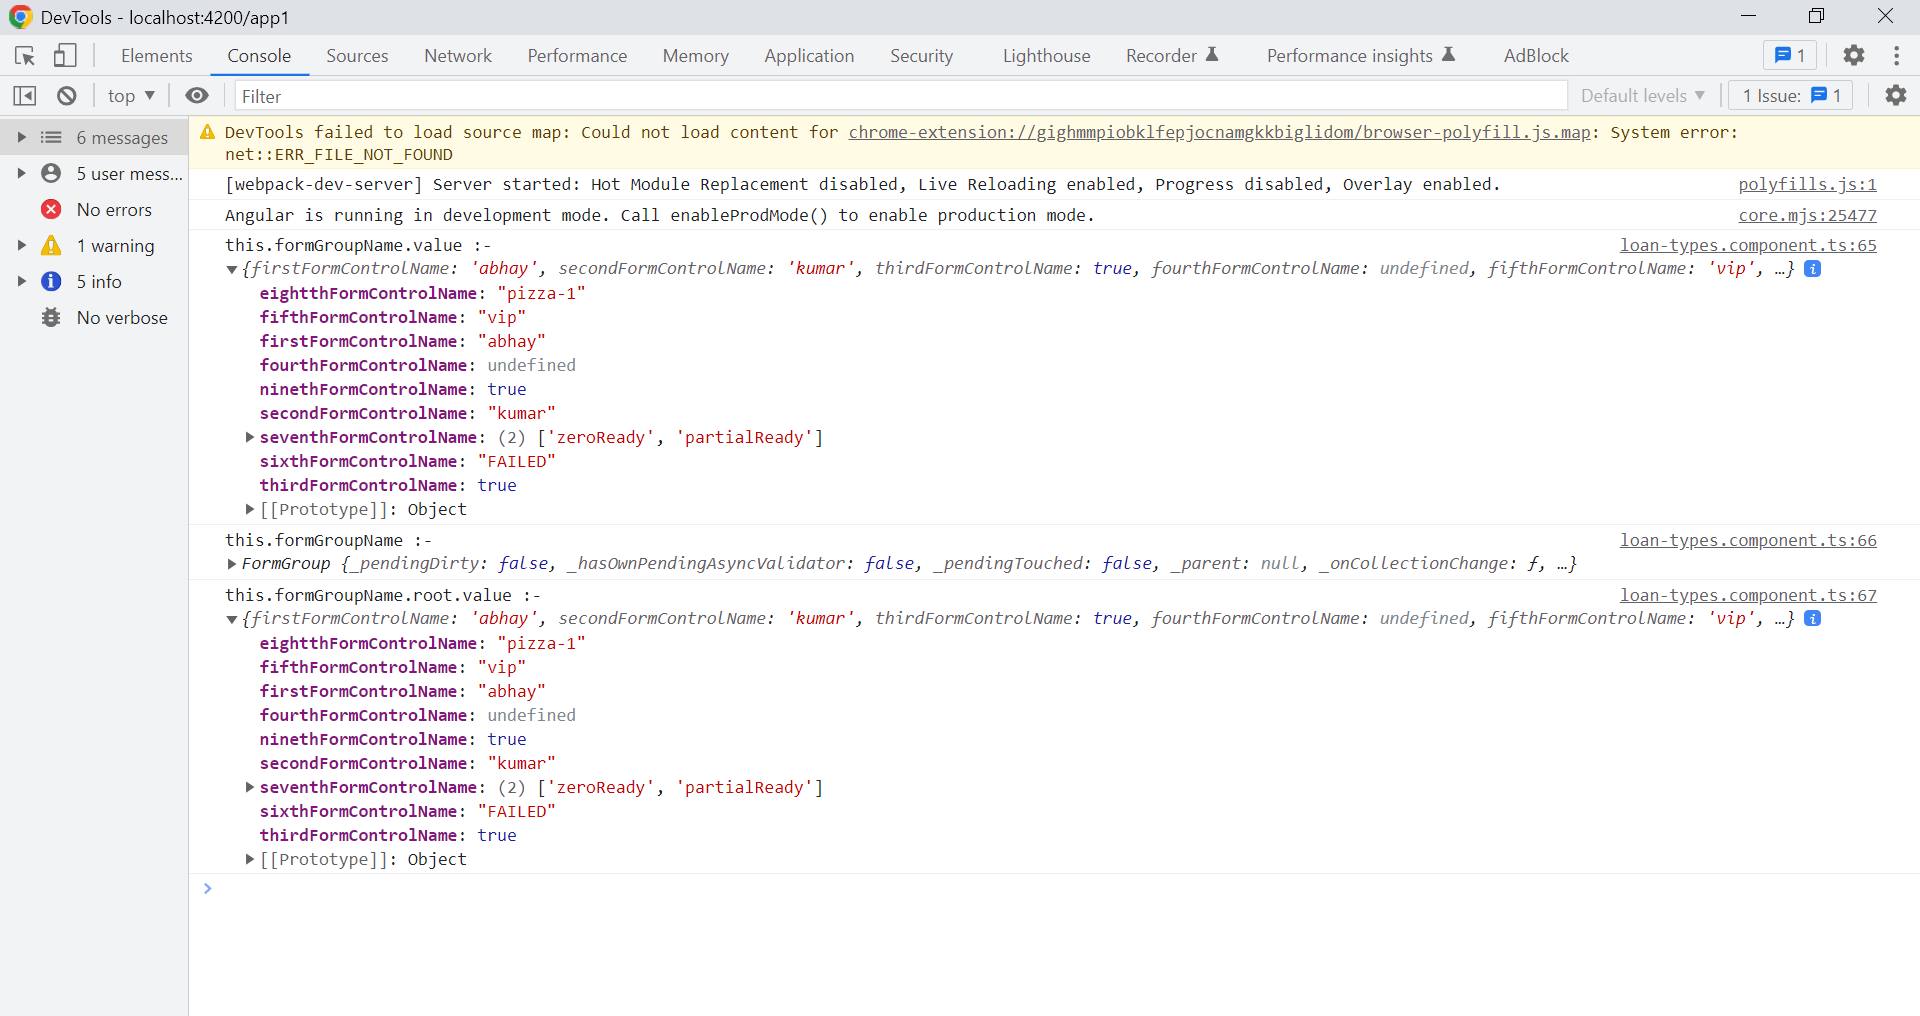 DevTools - localhost:4200/app1
Elements Console Sources Network Performance Memory Application Security Lighthouse Recorder Performance insights AdBlock 1
top Filter Default levels 1 Issue: 1
6 messages
5 user mess...
No errors
1 warning
5 info
No verbose
DevTools failed to load source map: Could not load content for chrome-extension://gighmmpiobklfepjocnamgkkbiglidom/browser-polyfill.js.map: System error:
net::ERR_FILE_NOT_FOUND
[webpack-dev-server] Server started: Hot Module Replacement disabled, Live Reloading enabled, Progress disabled, Overlay enabled. polyfills.js:1
Angular is running in development mode. Call enableProdMode() to enable production mode. core.mjs:25477
this.formGroupName.value :- loan-types.component.ts:65
{firstFormControlName: 'abhay', secondFormControlName: 'kumar', thirdFormControlName: true, fourthFormControlName: undefined, fifthFormControlName: 'vip', …}
eightthFormControlName: "pizza-1"
fifthFormControlName: "vip"
firstFormControlName: "abhay"
fourthFormControlName: undefined
ninethFormControlName: true
secondFormControlName: "kumar"
seventhFormControlName: (2) ['zeroReady', 'partialReady']
sixthFormControlName: "FAILED"
thirdFormControlName: true
[[Prototype]]: Object
this.formGroupName :- loan-types.component.ts:66
FormGroup {_pendingDirty: false, _hasOwnPendingAsyncValidator: false, _pendingTouched: false, _parent: null, _onCollectionChange: ƒ, …}
this.formGroupName.root.value :- loan-types.component.ts:67
{firstFormControlName: 'abhay', secondFormControlName: 'kumar', thirdFormControlName: true, fourthFormControlName: undefined, fifthFormControlName: 'vip', …}
eightthFormControlName: "pizza-1"
fifthFormControlName: "vip"
firstFormControlName: "abhay"
fourthFormControlName: undefined
ninethFormControlName: true
secondFormControlName: "kumar"
seventhFormControlName: (2) ['zeroReady', 'partialReady']
sixthFormControlName: "FAILED"
thirdFormControlName: true
[[Prototype]]: Object